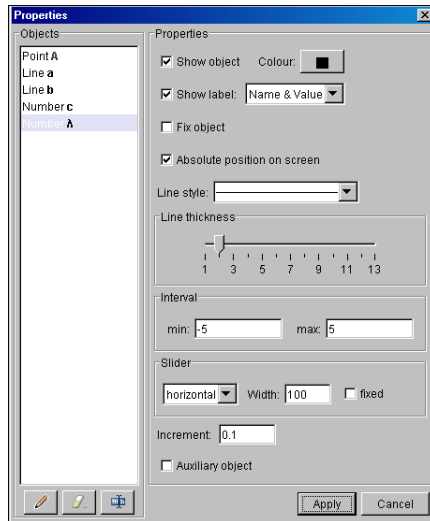 Properties
Objects
Point A
Line a
Line b
Number c
Number λ
Properties
Show object Colour:
Show label: Name & Value
Fix object
Absolute position on screen
Line style:
Line thickness
1 3 5 7 9 11 13
Interval
min: -5 max: 5
Slider
horizontal Width: 100 fixed
Increment: 0.1
Auxiliary object
Apply Cancel